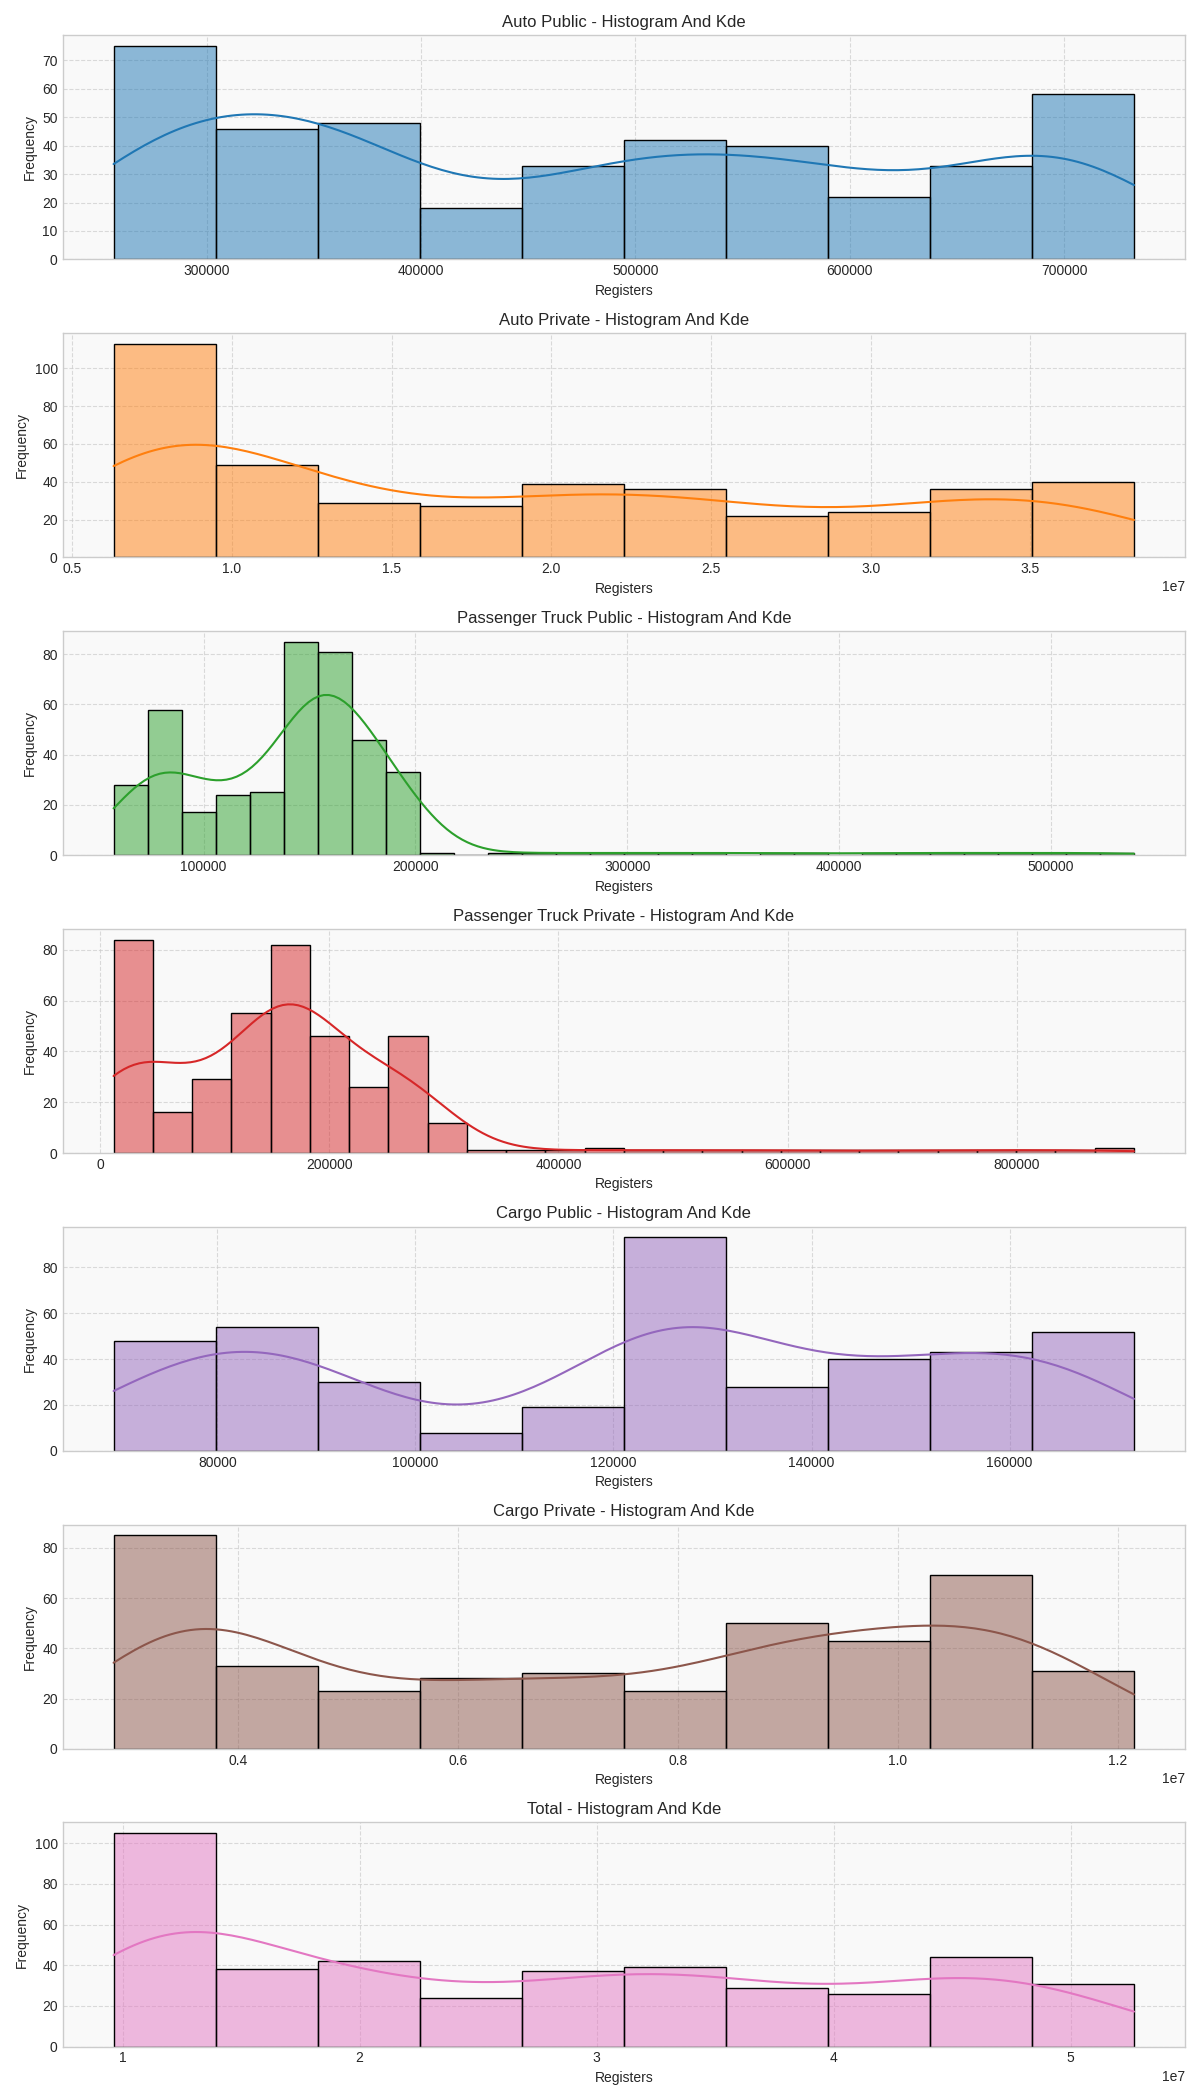 Auto Public - Histogram And Kde
Frequency
70
60
50
40
30
20
10
0
300000 400000 500000 600000 700000
Registers
Auto Private - Histogram And Kde
Frequency
100
80
60
40
20
0
0.5 1.0 1.5 2.0 2.5 3.0 3.5
1e7
Registers
Passenger Truck Public - Histogram And Kde
Frequency
80
60
40
20
0
100000 200000 300000 400000 500000
Registers
Passenger Truck Private - Histogram And Kde
Frequency
80
60
40
20
0
0 200000 400000 600000 800000
Registers
Cargo Public - Histogram And Kde
Frequency
80
60
40
20
0
80000 100000 120000 140000 160000
Registers
Cargo Private - Histogram And Kde
Frequency
80
60
40
20
0
0.4 0.6 0.8 1.0 1.2
1e7
Registers
Total - Histogram And Kde
Frequency
100
80
60
40
20
0
1 2 3 4 5
1e7
Registers